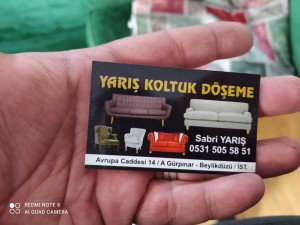 YARIŞ KOLTUK DÖŞEME
Sabri YARIŞ
0531 505 58 51
Avrupa Caddesi 14 / A Gürpınar - Beylikdüzü / İST.
REDMI NOTE 8
AI QUAD CAMERA